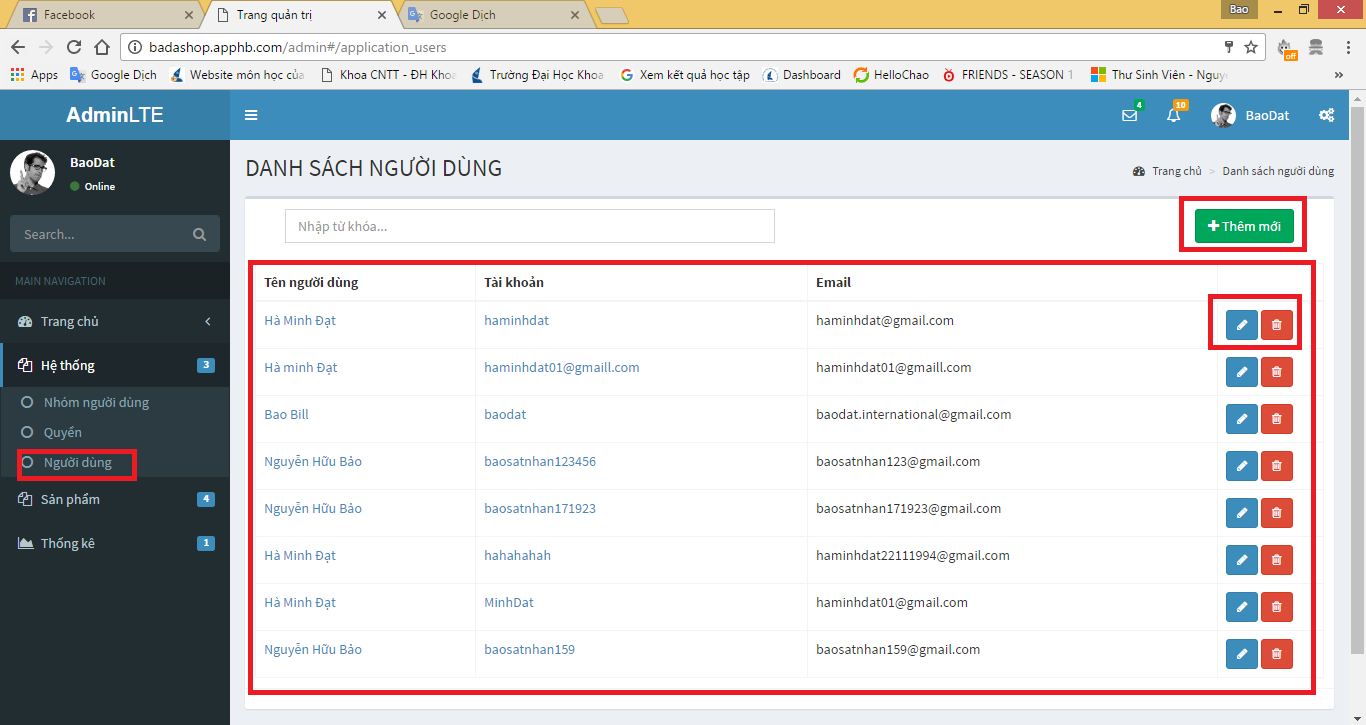 Facebook
Trang quản trị
Google Dịch
Bao
badashop.apphb.com/admin#/application_users
off
Apps
Google Dịch
Website môn học củ
Khoa CNTT - ĐH Kho
Trường Đại Học Kho
Xem kết quả học tập
Dashboard
HelloChao
FRIENDS - SEASON 1
Thư Sinh Viên - Nguy
»
AdminLTE
4
10
BaoDat
BaoDat
Online
Search...
MAIN NAVIGATION
Trang chủ
Hệ thống 3
Nhóm người dùng
Quyền
Người dùng
Sản phẩm 4
Thống kê 1
DANH SÁCH NGƯỜI DÙNG
Trang chủ > Danh sách người dùng
Nhập từ khóa...
Thêm mới
Tên người dùng Tài khoản Email
Hà Minh Đạt haminhdat haminhdat@gmail.com
Hà minh Đạt haminhdat01@gmaill.com haminhdat01@gmaill.com
Bao Bill baodat baodat.international@gmail.com
Nguyễn Hữu Bảo baosatnhan123456 baosatnhan123@gmail.com
Nguyễn Hữu Bảo baosatnhan171923 baosatnhan171923@gmail.com
Hà Minh Đạt hahahahah haminhdat22111994@gmail.com
Hà Minh Đạt MinhDat haminhdat01@gmail.com
Nguyễn Hữu Bảo baosatnhan159 baosatnhan159@gmail.com